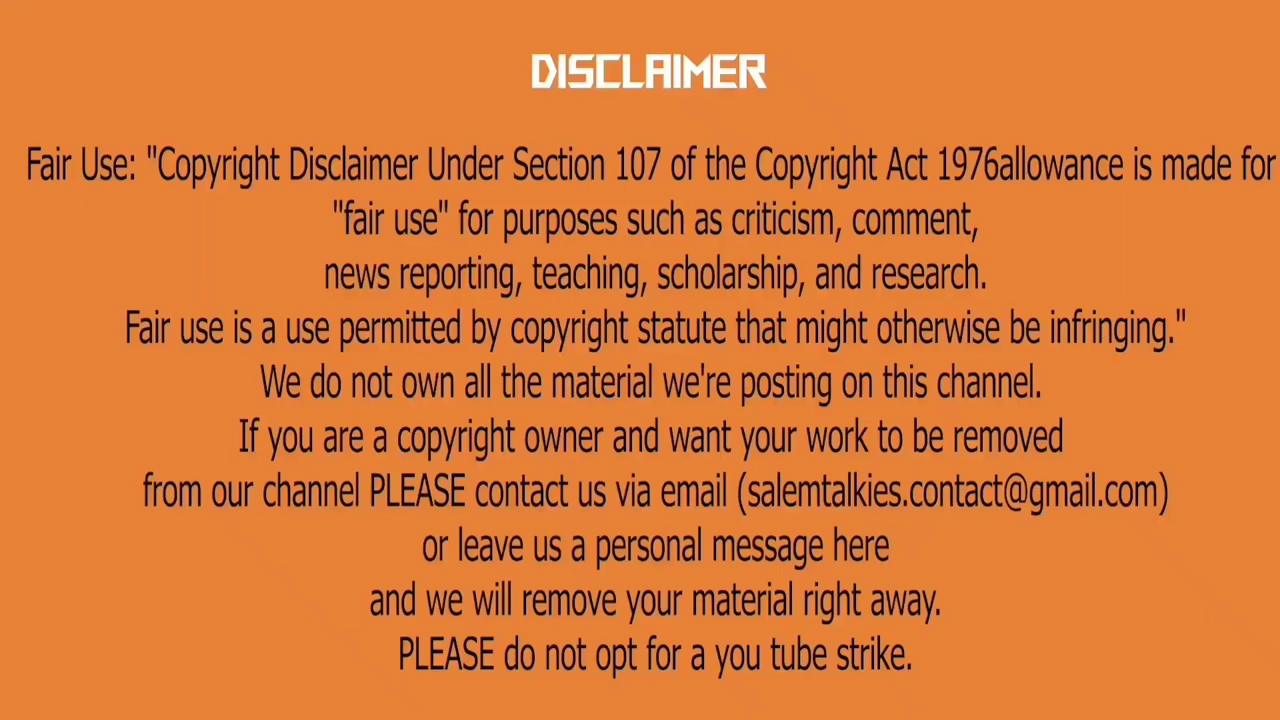 DISCLAIMER
Fair Use: "Copyright Disclaimer Under Section 107 of the Copyright Act 1976allowance is made for
"fair use" for purposes such as criticism, comment,
news reporting, teaching, scholarship, and research.
Fair use is a use permitted by copyright statute that might otherwise be infringing."
We do not own all the material we're posting on this channel.
If you are a copyright owner and want your work to be removed
from our channel PLEASE contact us via email (salemtalkies.contact@gmail.com)
or leave us a personal message here
and we will remove your material right away.
PLEASE do not opt for a you tube strike.